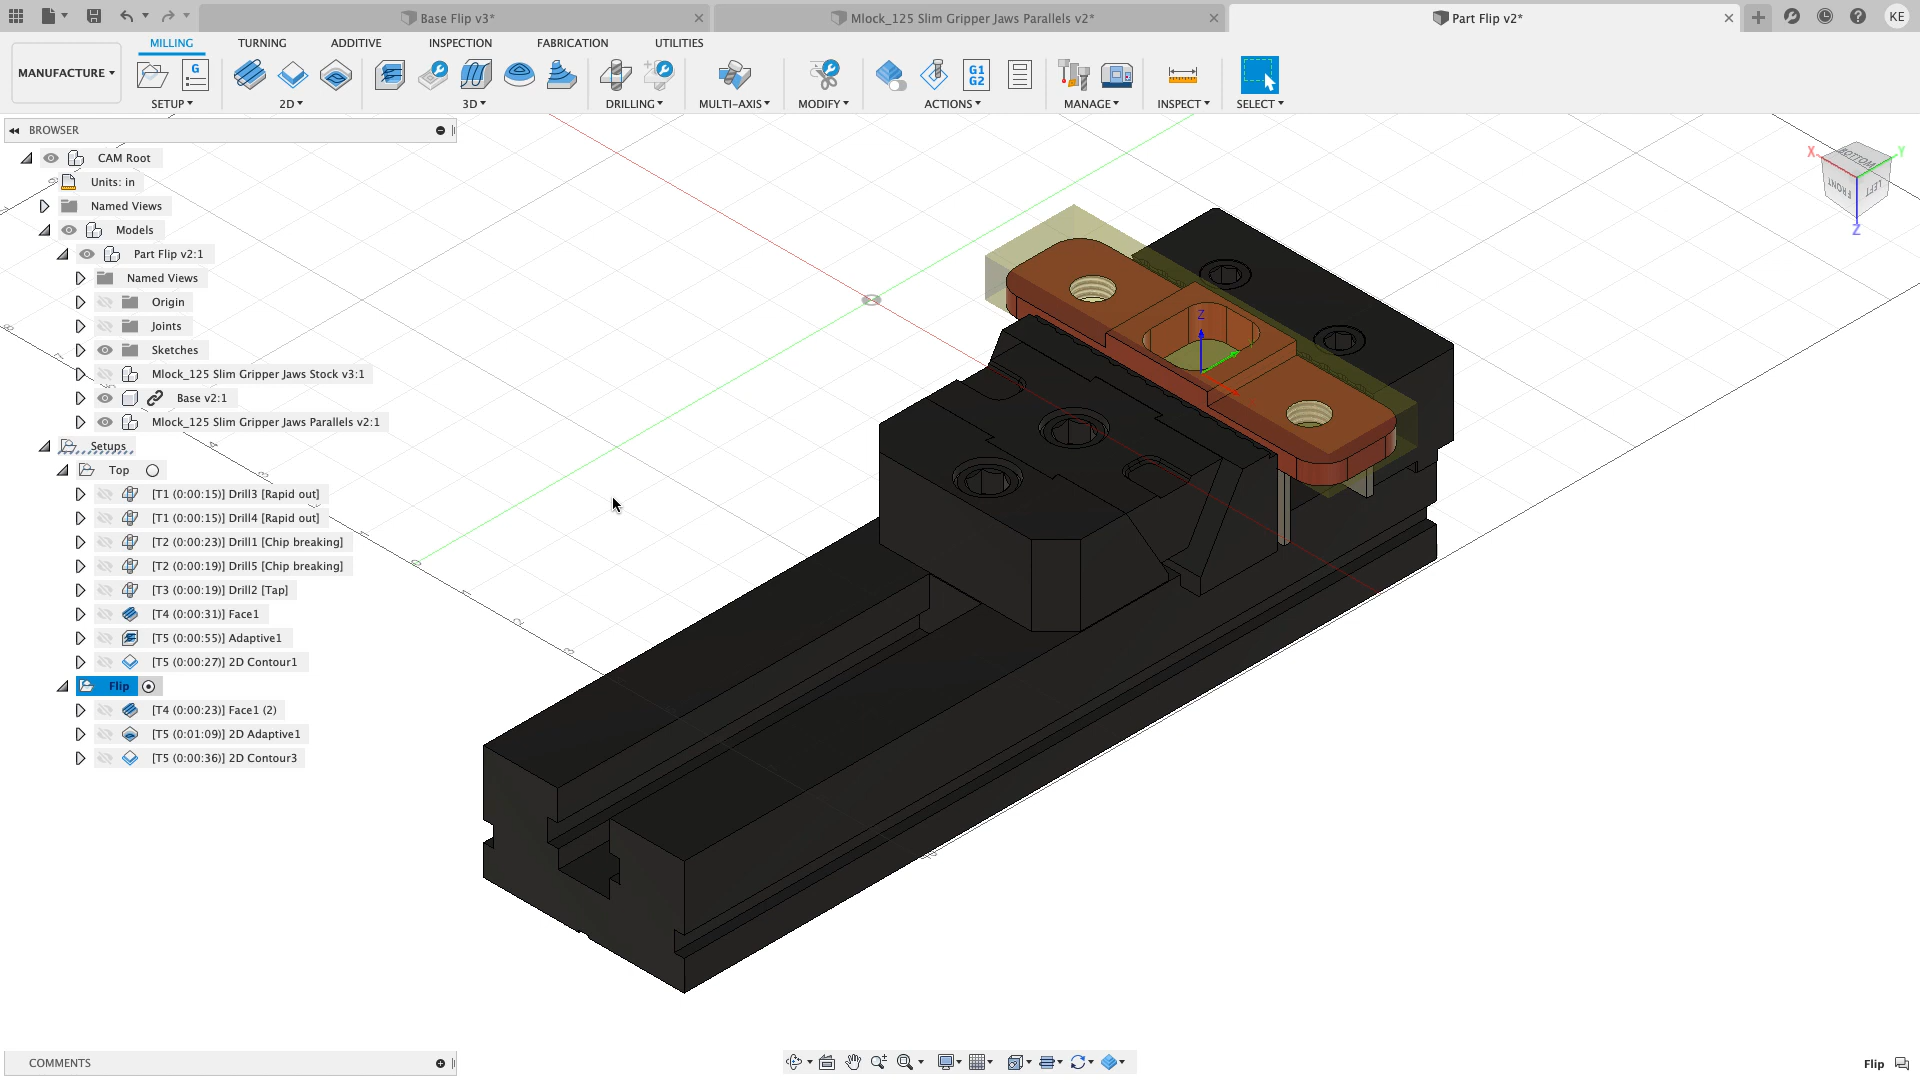 Base Flip v3*
Mlock_125 Slim Gripper Jaws Parallels v2*
Part Flip v2*
KE
MANUFACTURE
MILLING
TURNING
ADDITIVE
INSPECTION
FABRICATION
UTILITIES
G
G1
G2
SETUP
2D
3D
DRILLING
MULTI-AXIS
MODIFY
ACTIONS
MANAGE
INSPECT
SELECT
BROWSER
CAM Root
Units: in
Named Views
Models
Part Flip v2:1
Named Views
Origin
Joints
Sketches
Mlock_125 Slim Gripper Jaws Stock v3:1
Base v2:1
Mlock_125 Slim Gripper Jaws Parallels v2:1
Setups
Top
[T1 (0:00:15)] Drill3 [Rapid out]
[T1 (0:00:15)] Drill4 [Rapid out]
[T2 (0:00:23)] Drill1 [Chip breaking]
[T2 (0:00:19)] Drill5 [Chip breaking]
[T3 (0:00:19)] Drill2 [Tap]
[T4 (0:00:31)] Face1
[T5 (0:00:55)] Adaptive1
[T5 (0:00:27)] 2D Contour1
Flip
[T4 (0:00:23)] Face1 (2)
[T5 (0:01:09)] 2D Adaptive1
[T5 (0:00:36)] 2D Contour3
X
Y
BOTTOM
FRONT
LEFT
Z
Z
COMMENTS
Flip